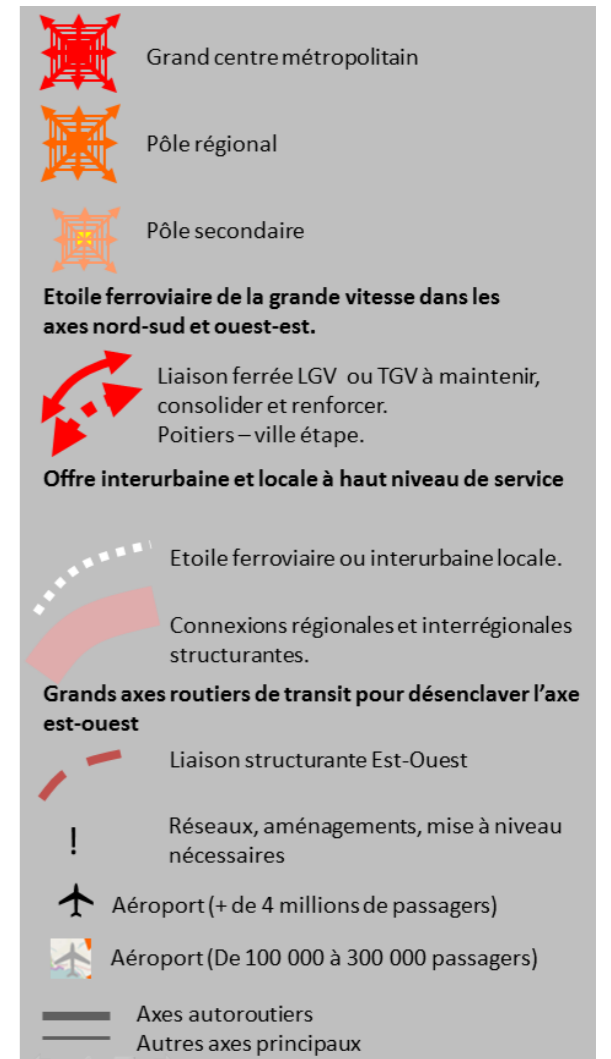 Grand centre métropolitain
Pôle régional
Pôle secondaire
Etoile ferroviaire de la grande vitesse dans les
axes nord-sud et ouest-est.
Liaison ferrée LGV ou TGV à maintenir,
consolider et renforcer.
Poitiers – ville étape.
Offre interurbaine et locale à haut niveau de service
Etoile ferroviaire ou interurbaine locale.
Connexions régionales et interrégionales
structurantes.
Grands axes routiers de transit pour désenclaver l’axe
est-ouest
Liaison structurante Est-Ouest
!
Réseaux, aménagements, mise à niveau
nécessaires
Aéroport (+ de 4 millions de passagers)
Aéroport (De 100 000 à 300 000 passagers)
Axes autoroutiers
Autres axes principaux